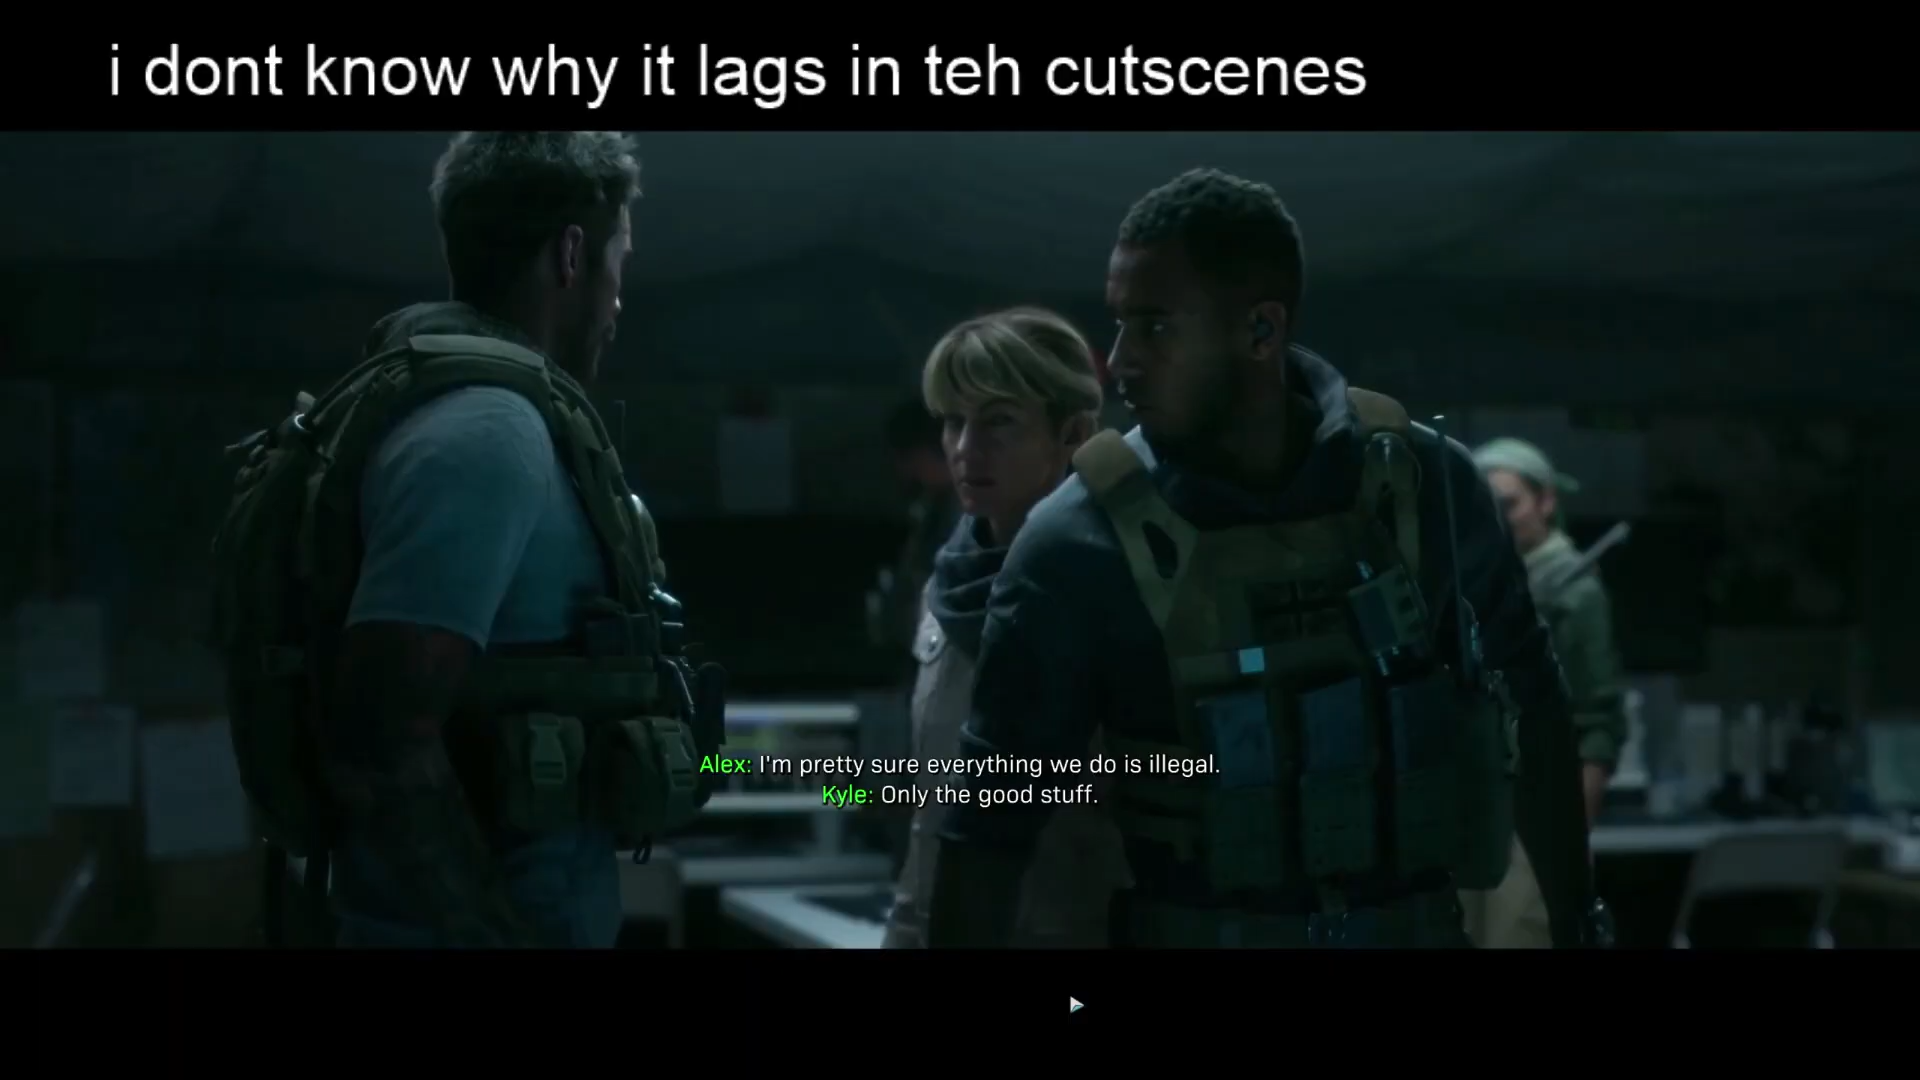 i dont know why it lags in teh cutscenes
Alex: I'm pretty sure everything we do is illegal.
Kyle: Only the good stuff.